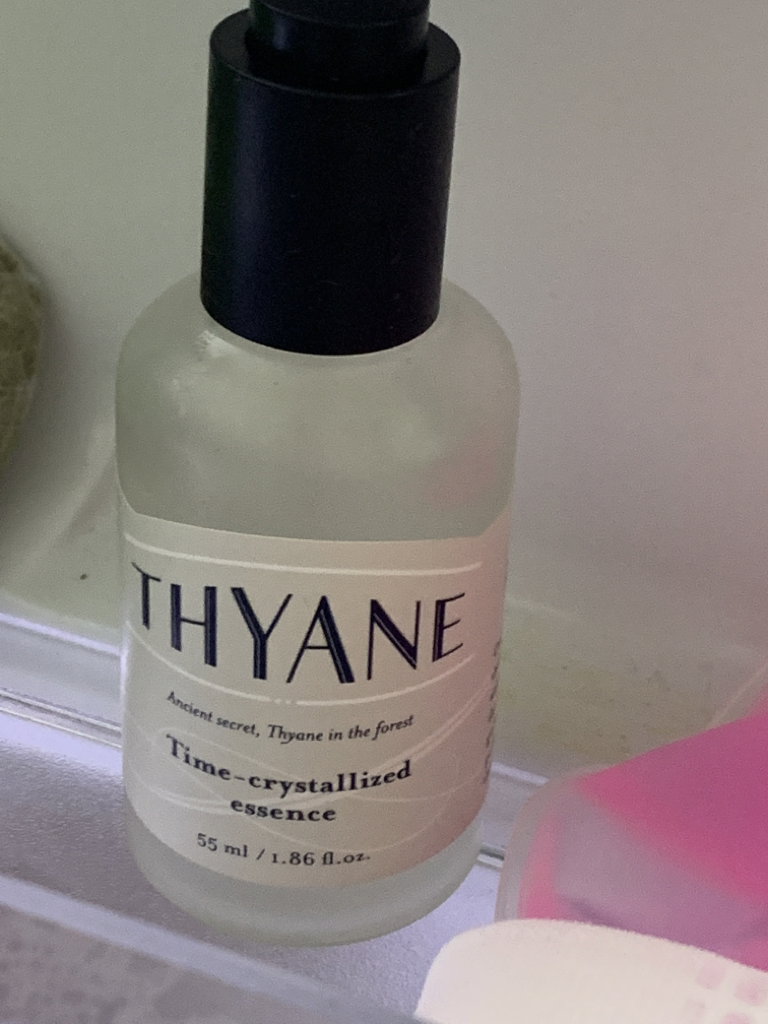 THYANE
Ancient secret, Thyane in the forest
Time-crystallized
essence
55 ml / 1.86 fl.oz.